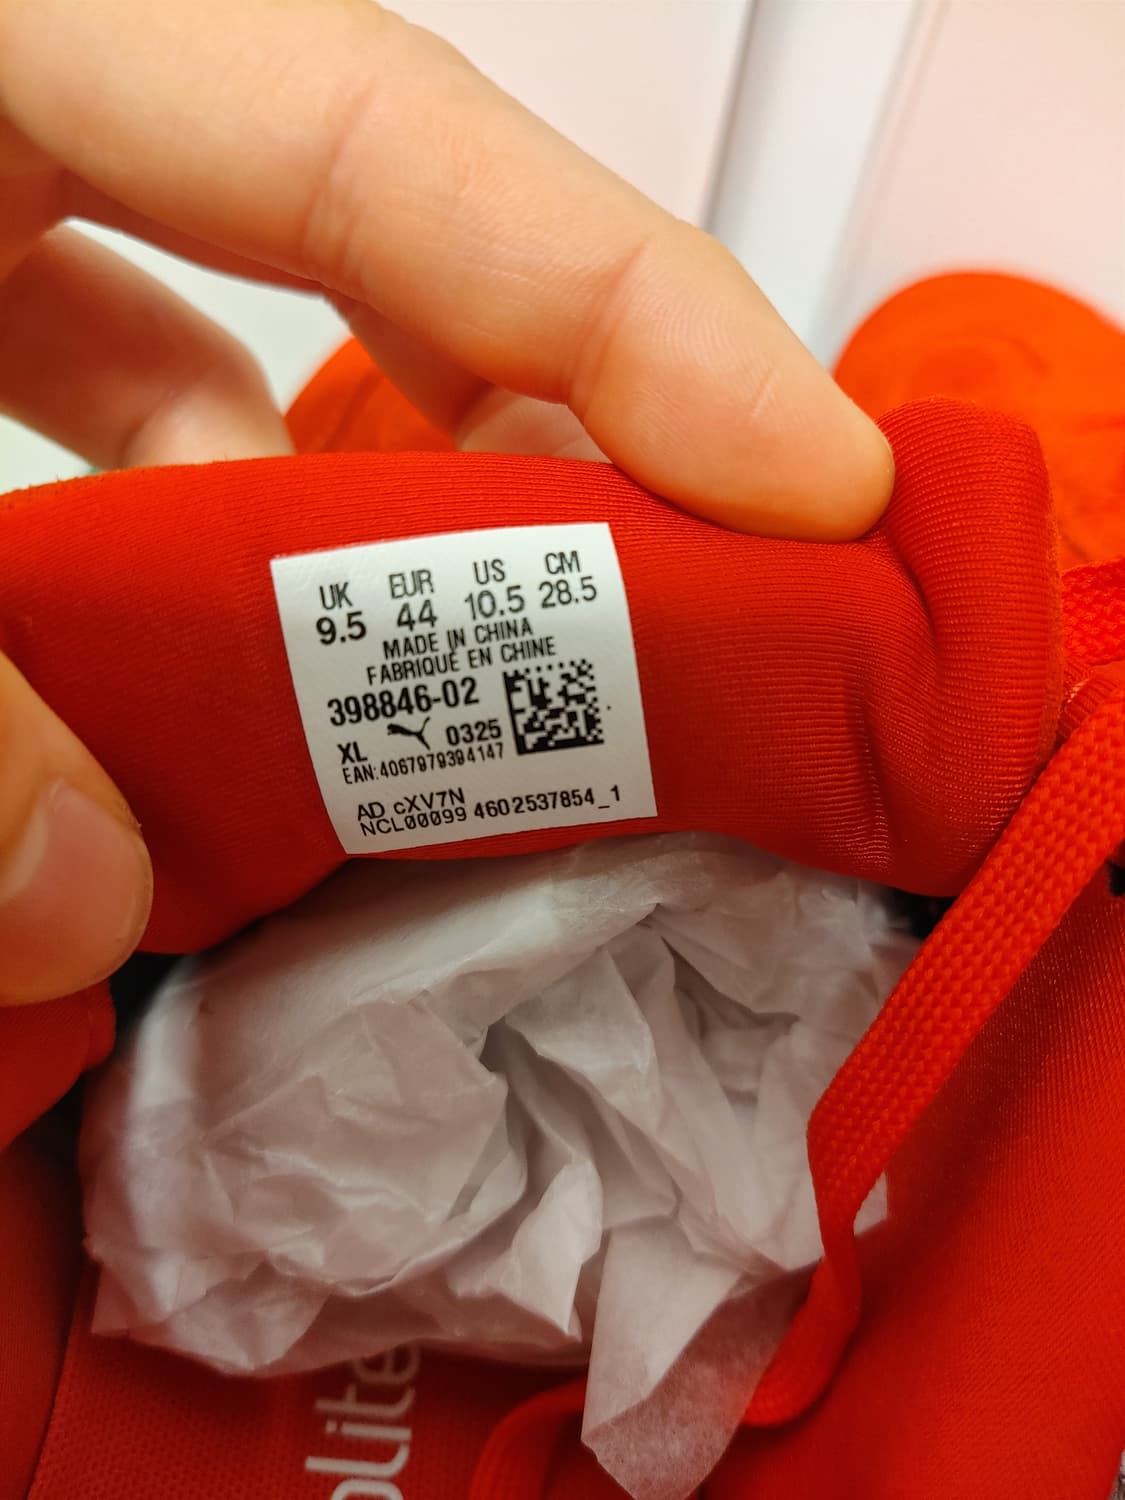 UK EUR US CM
9.5 44 10.5 28.5
MADE IN CHINA
FABRIQUÉ EN CHINE
398846-02
XL 0325
EAN:4067979394147
AD cXV7N
NCL00099 4602537854_1
olite